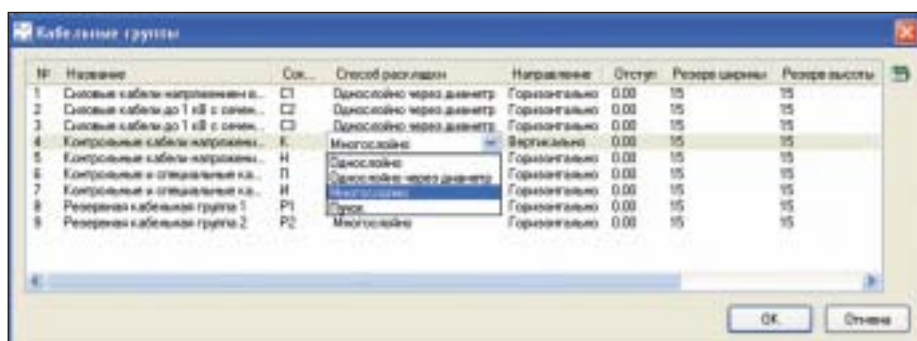 Кабельные группы
№ Название Сок... Способ раскладки Направление Отступ Резерв ширины Резерв высоты
1 Силовые кабели напряжением в... С1 Однослойно через диаметр Горизонтально 0.00 15 15
2 Силовые кабели до 1 кВ с сечен... С2 Однослойно через диаметр Горизонтально 0.00 15 15
3 Силовые кабели до 1 кВ с сечен... С3 Однослойно через диаметр Горизонтально 0.00 15 15
4 Контрольные кабели напряжени... К Многослойно Вертикально 0.00 15 15
5 Контрольные кабели напряжени... Н Однослойно Горизонтально 0.00 15 15
6 Контрольные и специальные ка... П Однослойно через диаметр Горизонтально 0.00 15 15
7 Контрольные и специальные ка... И Многослойно Горизонтально 0.00 15 15
8 Резервная кабельная группа 1 Р1 Пучок Горизонтально 0.00 15 15
9 Резервная кабельная группа 2 Р2 Многослойно Горизонтально 0.00 15 15
ОК Отмена